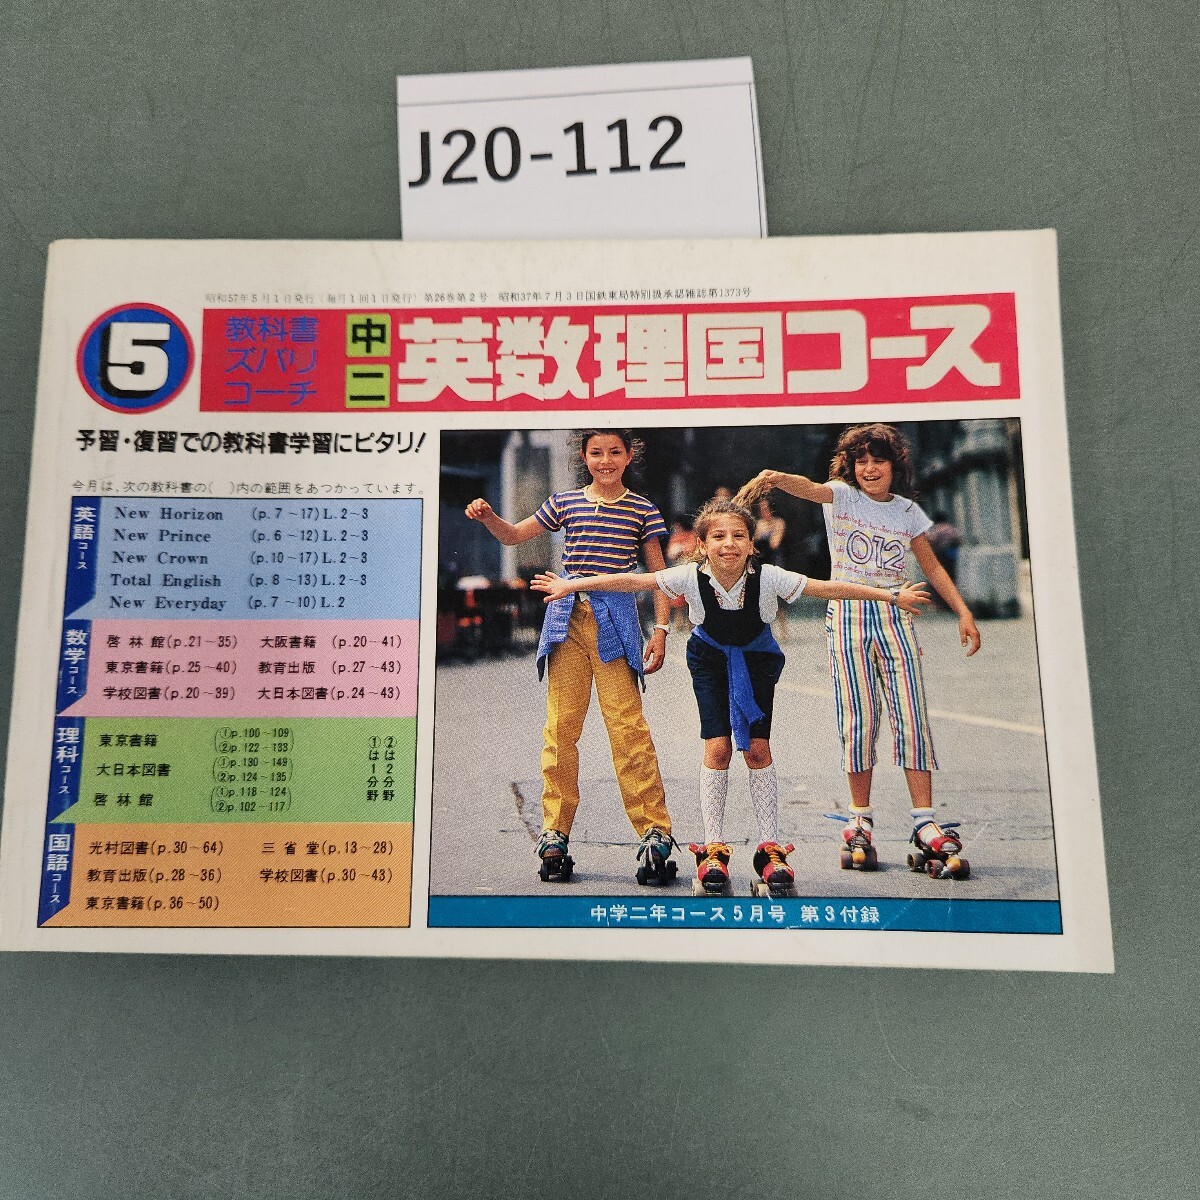 J20-112
昭和57年5月1日発行(毎月1回1日発行)第26巻第2号 昭和37年7月3日国鉄東局特別扱承認雑誌第1373号
5
教科書
ズバリ
コーチ
中二
英数理国コース
予習・復習での教科書学習にピタリ!
今月は、次の教科書の( )内の範囲をあつかっています。
英語コース
New Horizon (p.7～17)L.2～3
New Prince (p.6～12)L.2～3
New Crown (p.10～17)L.2～3
Total English (p.8～13)L.2～3
New Everyday (p.7～10)L.2
数学コース
啓林館(p.21～35) 大阪書籍 (p.20～41)
東京書籍(p.25～40) 教育出版 (p.27～43)
学校図書(p.20～39) 大日本図書(p.24～43)
理科コース
東京書籍 (①p.100～109 ②p.122～133)
大日本図書 (①p.130～149 ②p.124～135)
啓林館 (①p.118～124 ②p.102～117)
①は1分野
②は2分野
国語コース
光村図書(p.30～64) 三省堂(p.13～28)
教育出版(p.28～36) 学校図書(p.30～43)
東京書籍(p.36～50)
012
中学二年コース5月号 第3付録